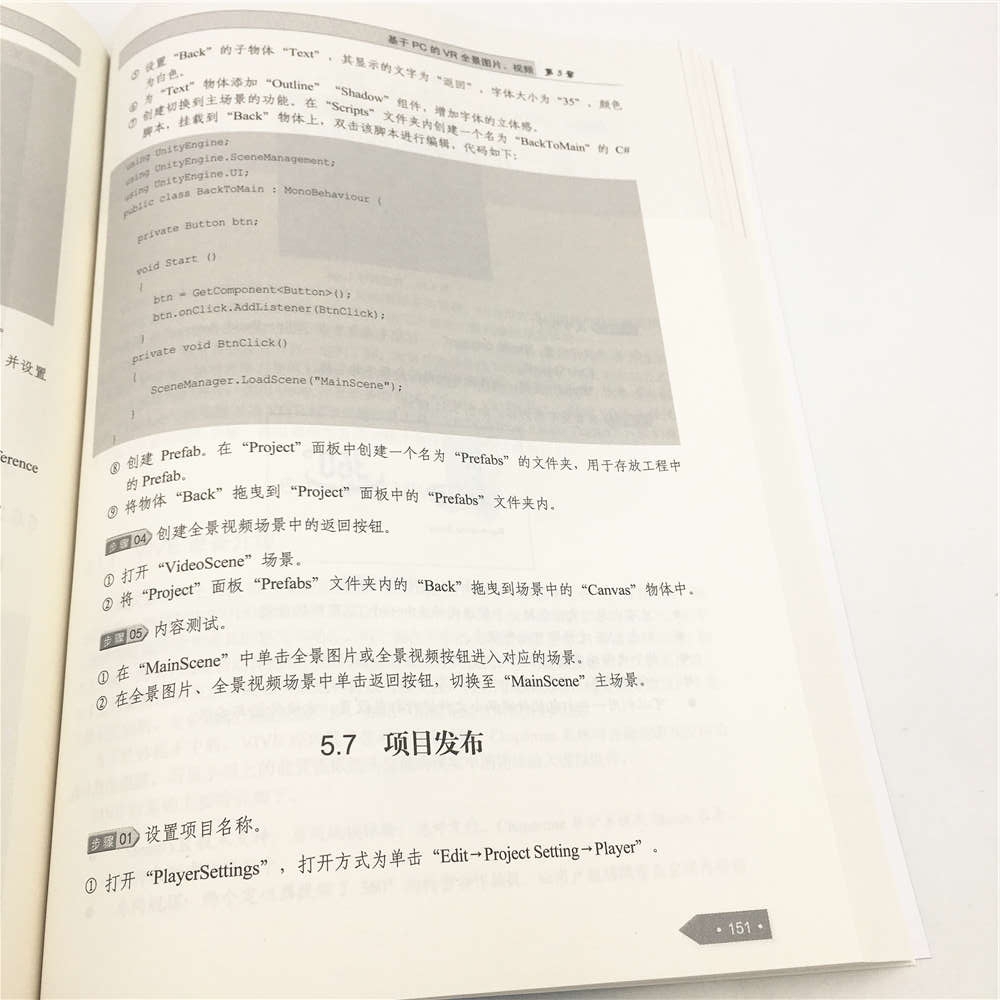 基于 PC 的 VR 全景图片、视频 第 5 章
⑤ 设置“Back”的子物体“Text”，其显示的文字为“返回”，字体大小为“35”，颜色
为白色。
⑥ 为“Text”物体添加“Outline”“Shadow”组件，增加字体的立体感。
⑦ 创建切换到主场景的功能。在“Scripts”文件夹内创建一个名为“BackToMain”的 C#
脚本，挂载到“Back”物体上，双击该脚本进行编辑，代码如下：
using UnityEngine;
using UnityEngine.SceneManagement;
using UnityEngine.UI;
public class BackToMain : MonoBehaviour {
private Button btn;
void Start ()
{
btn = GetComponent<Button>();
btn.onClick.AddListener(BtnClick);
}
private void BtnClick()
{
SceneManager.LoadScene("MainScene");
}
}
⑧ 创建 Prefab。在“Project”面板中创建一个名为“Prefabs”的文件夹，用于存放工程中
的 Prefab。
⑨ 将物体“Back”拖曳到“Project”面板中的“Prefabs”文件夹内。
步骤 04 创建全景视频场景中的返回按钮。
① 打开“VideoScene”场景。
② 将“Project”面板“Prefabs”文件夹内的“Back”拖曳到场景中的“Canvas”物体中。
步骤 05 内容测试。
① 在“MainScene”中单击全景图片或全景视频按钮进入对应的场景。
② 在全景图片、全景视频场景中单击返回按钮，切换至“MainScene”主场景。
5.7 项目发布
步骤 01 设置项目名称。
① 打开“PlayerSettings”，打开方式为单击“Edit→Project Setting→Player”。
·151·
并设置
ference